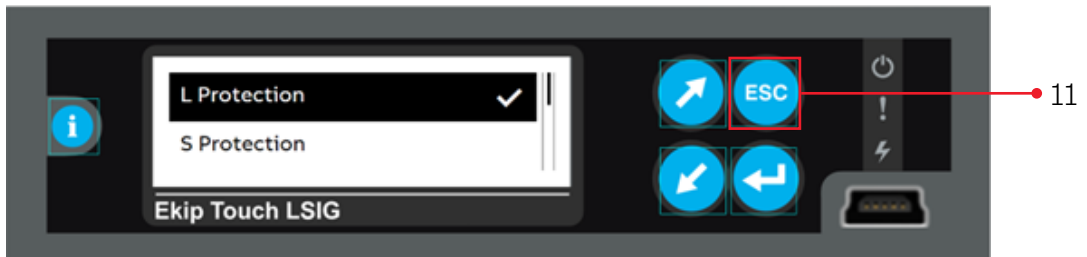 L Protection
S Protection
Ekip Touch LSIG
i
ESC
!
11